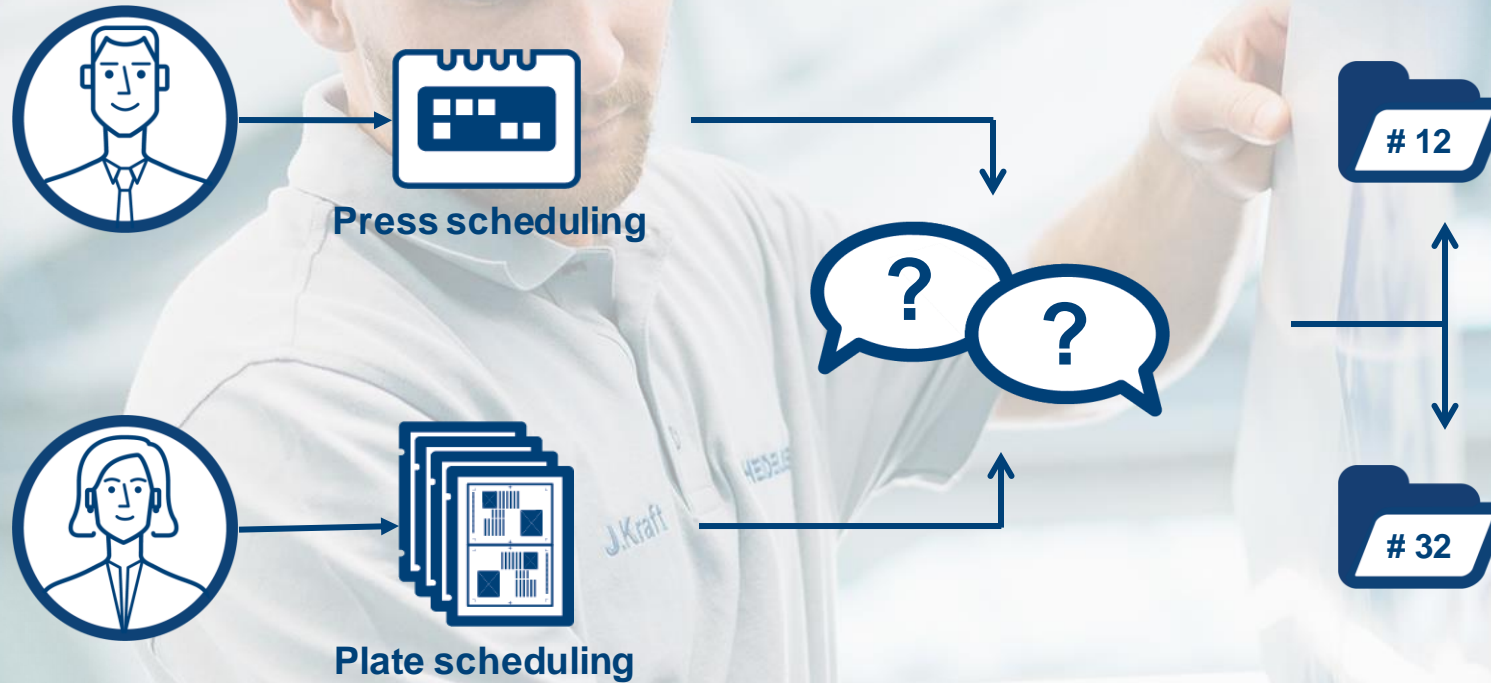 # 12
Press scheduling
?
?
J.Kraft
# 32
Plate scheduling